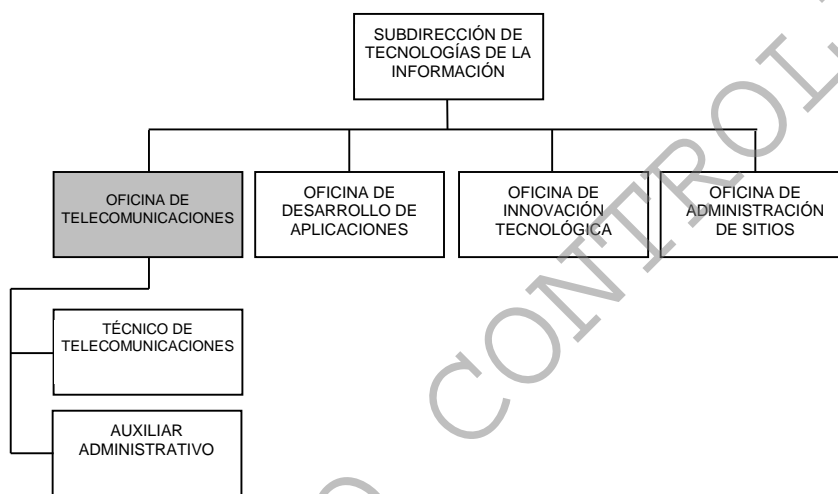 SUBDIRECCIÓN DE
TECNOLOGÍAS DE LA
INFORMACIÓN
OFICINA DE
TELECOMUNICACIONES
OFICINA DE
DESARROLLO DE
APLICACIONES
OFICINA DE
INNOVACIÓN
TECNOLÓGICA
OFICINA DE
ADMINISTRACIÓN
DE SITIOS
TÉCNICO DE
TELECOMUNICACIONES
AUXILIAR
ADMINISTRATIVO
CONTROL